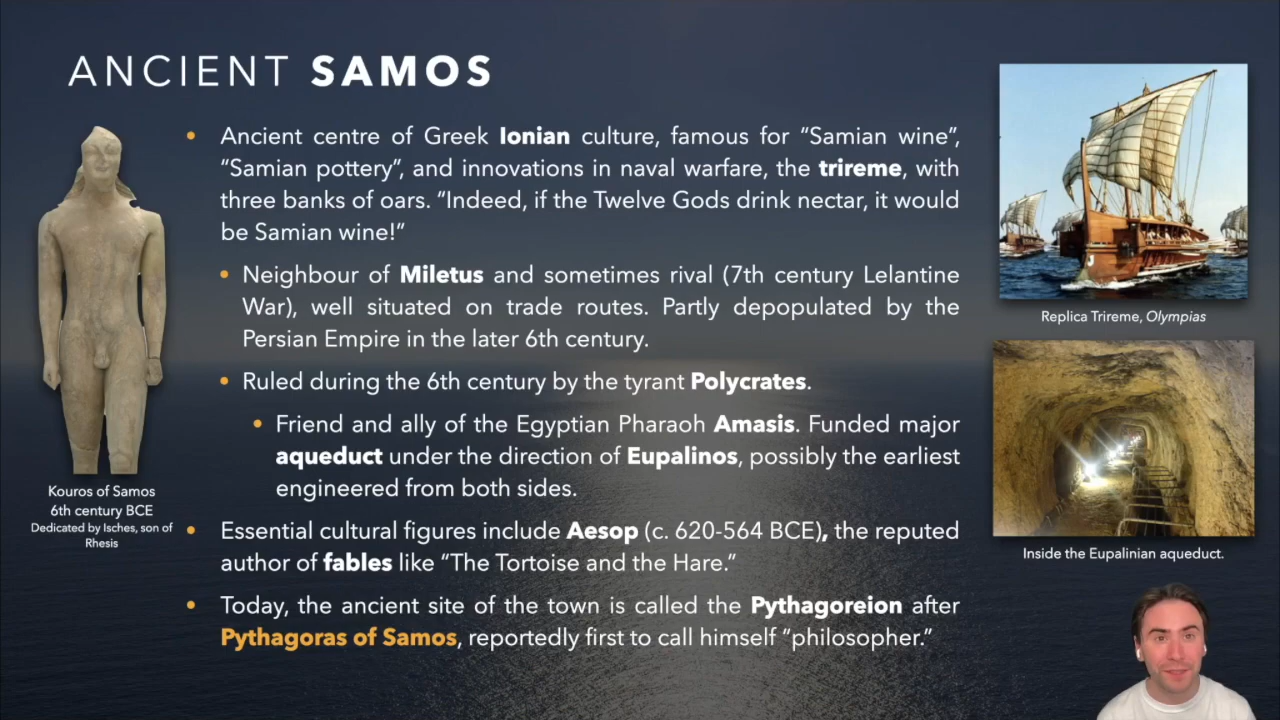 ANCIENT SAMOS
• Ancient centre of Greek Ionian culture, famous for “Samian wine”,
“Samian pottery”, and innovations in naval warfare, the trireme, with
three banks of oars. “Indeed, if the Twelve Gods drink nectar, it would
be Samian wine!”
• Neighbour of Miletus and sometimes rival (7th century Lelantine
War), well situated on trade routes. Partly depopulated by the
Persian Empire in the later 6th century.
• Ruled during the 6th century by the tyrant Polycrates.
• Friend and ally of the Egyptian Pharaoh Amasis. Funded major
aqueduct under the direction of Eupalinos, possibly the earliest
engineered from both sides.
• Essential cultural figures include Aesop (c. 620-564 BCE), the reputed
author of fables like “The Tortoise and the Hare.”
• Today, the ancient site of the town is called the Pythagoreion after
Pythagoras of Samos, reportedly first to call himself “philosopher.”
Kouros of Samos
6th century BCE
Dedicated by Isches, son of
Rhesis
Replica Trireme, Olympias
Inside the Eupalinian aqueduct.